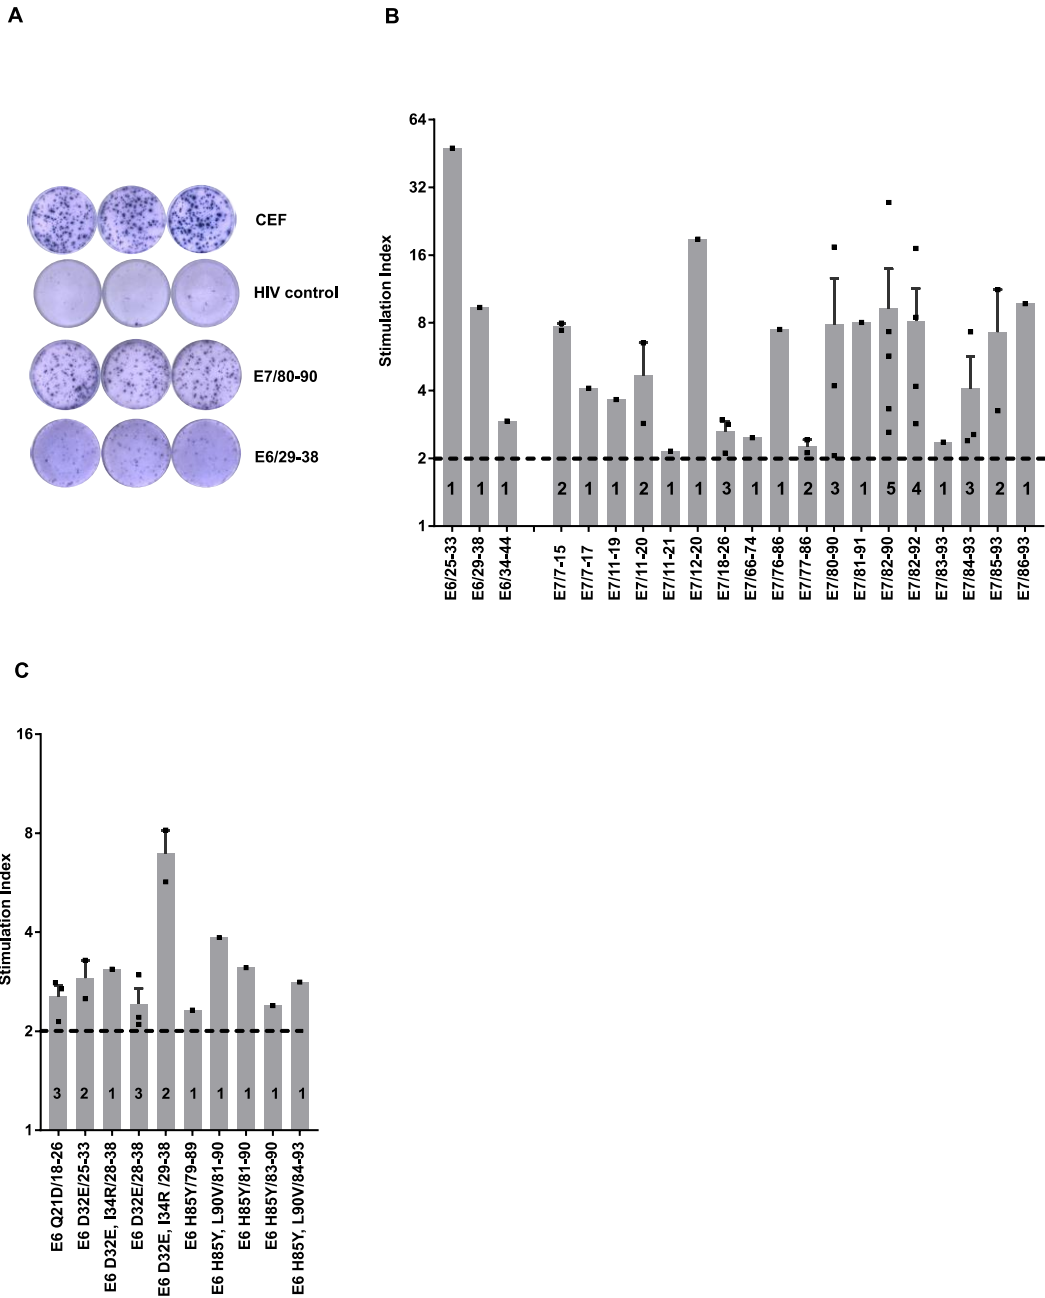 A
CEF
HIV control
E7/80-90
E6/29-38
B
Stimulation Index
64
32
16
8
4
2
1
1
1
1
2
1
1
2
1
1
3
1
1
2
3
1
5
4
1
3
2
1
E6/25-33
E6/29-38
E6/34-44
E7/7-15
E7/7-17
E7/11-19
E7/11-20
E7/11-21
E7/12-20
E7/18-26
E7/66-74
E7/76-86
E7/77-86
E7/80-90
E7/81-91
E7/82-90
E7/82-92
E7/83-93
E7/84-93
E7/85-93
E7/86-93
C
Stimulation Index
16
8
4
2
1
3
2
1
3
2
1
1
1
1
1
E6 Q21D/18-26
E6 D32E/25-33
E6 D32E, I34R/28-38
E6 D32E/28-38
E6 D32E, I34R /29-38
E6 H85Y/79-89
E6 H85Y, L90V/81-90
E6 H85Y/81-90
E6 H85Y/83-90
E6 H85Y, L90V/84-93